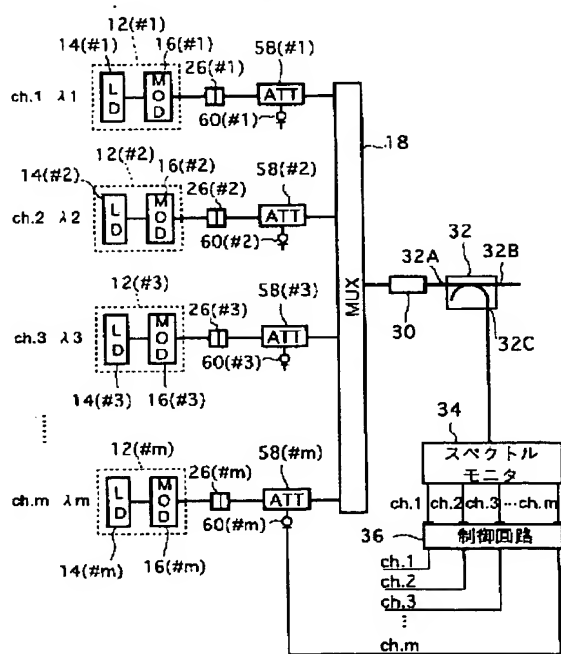 12(#1)
14(#1) 16(#1)
26(#1) 58(#1)
ch.1 λ1 LD MOD ATT
60(#1)
18
12(#2)
14(#2) 16(#2)
26(#2) 58(#2)
ch.2 λ2 LD MOD ATT
60(#2)
32
32A 32B
MUX
30
32C
12(#3)
26(#3) 58(#3)
ch.3 λ3 LD MOD ATT
60(#3)
14(#3) 16(#3)
……
34
スペクトル
モニタ
12(#m)
26(#m) 58(#m)
ch.m λm LD MOD ATT
60(#m)
14(#m) 16(#m)
ch.1 ch.2 ch.3 …ch.m
36
制御回路
ch.1
ch.2
ch.3
⋮
ch.m